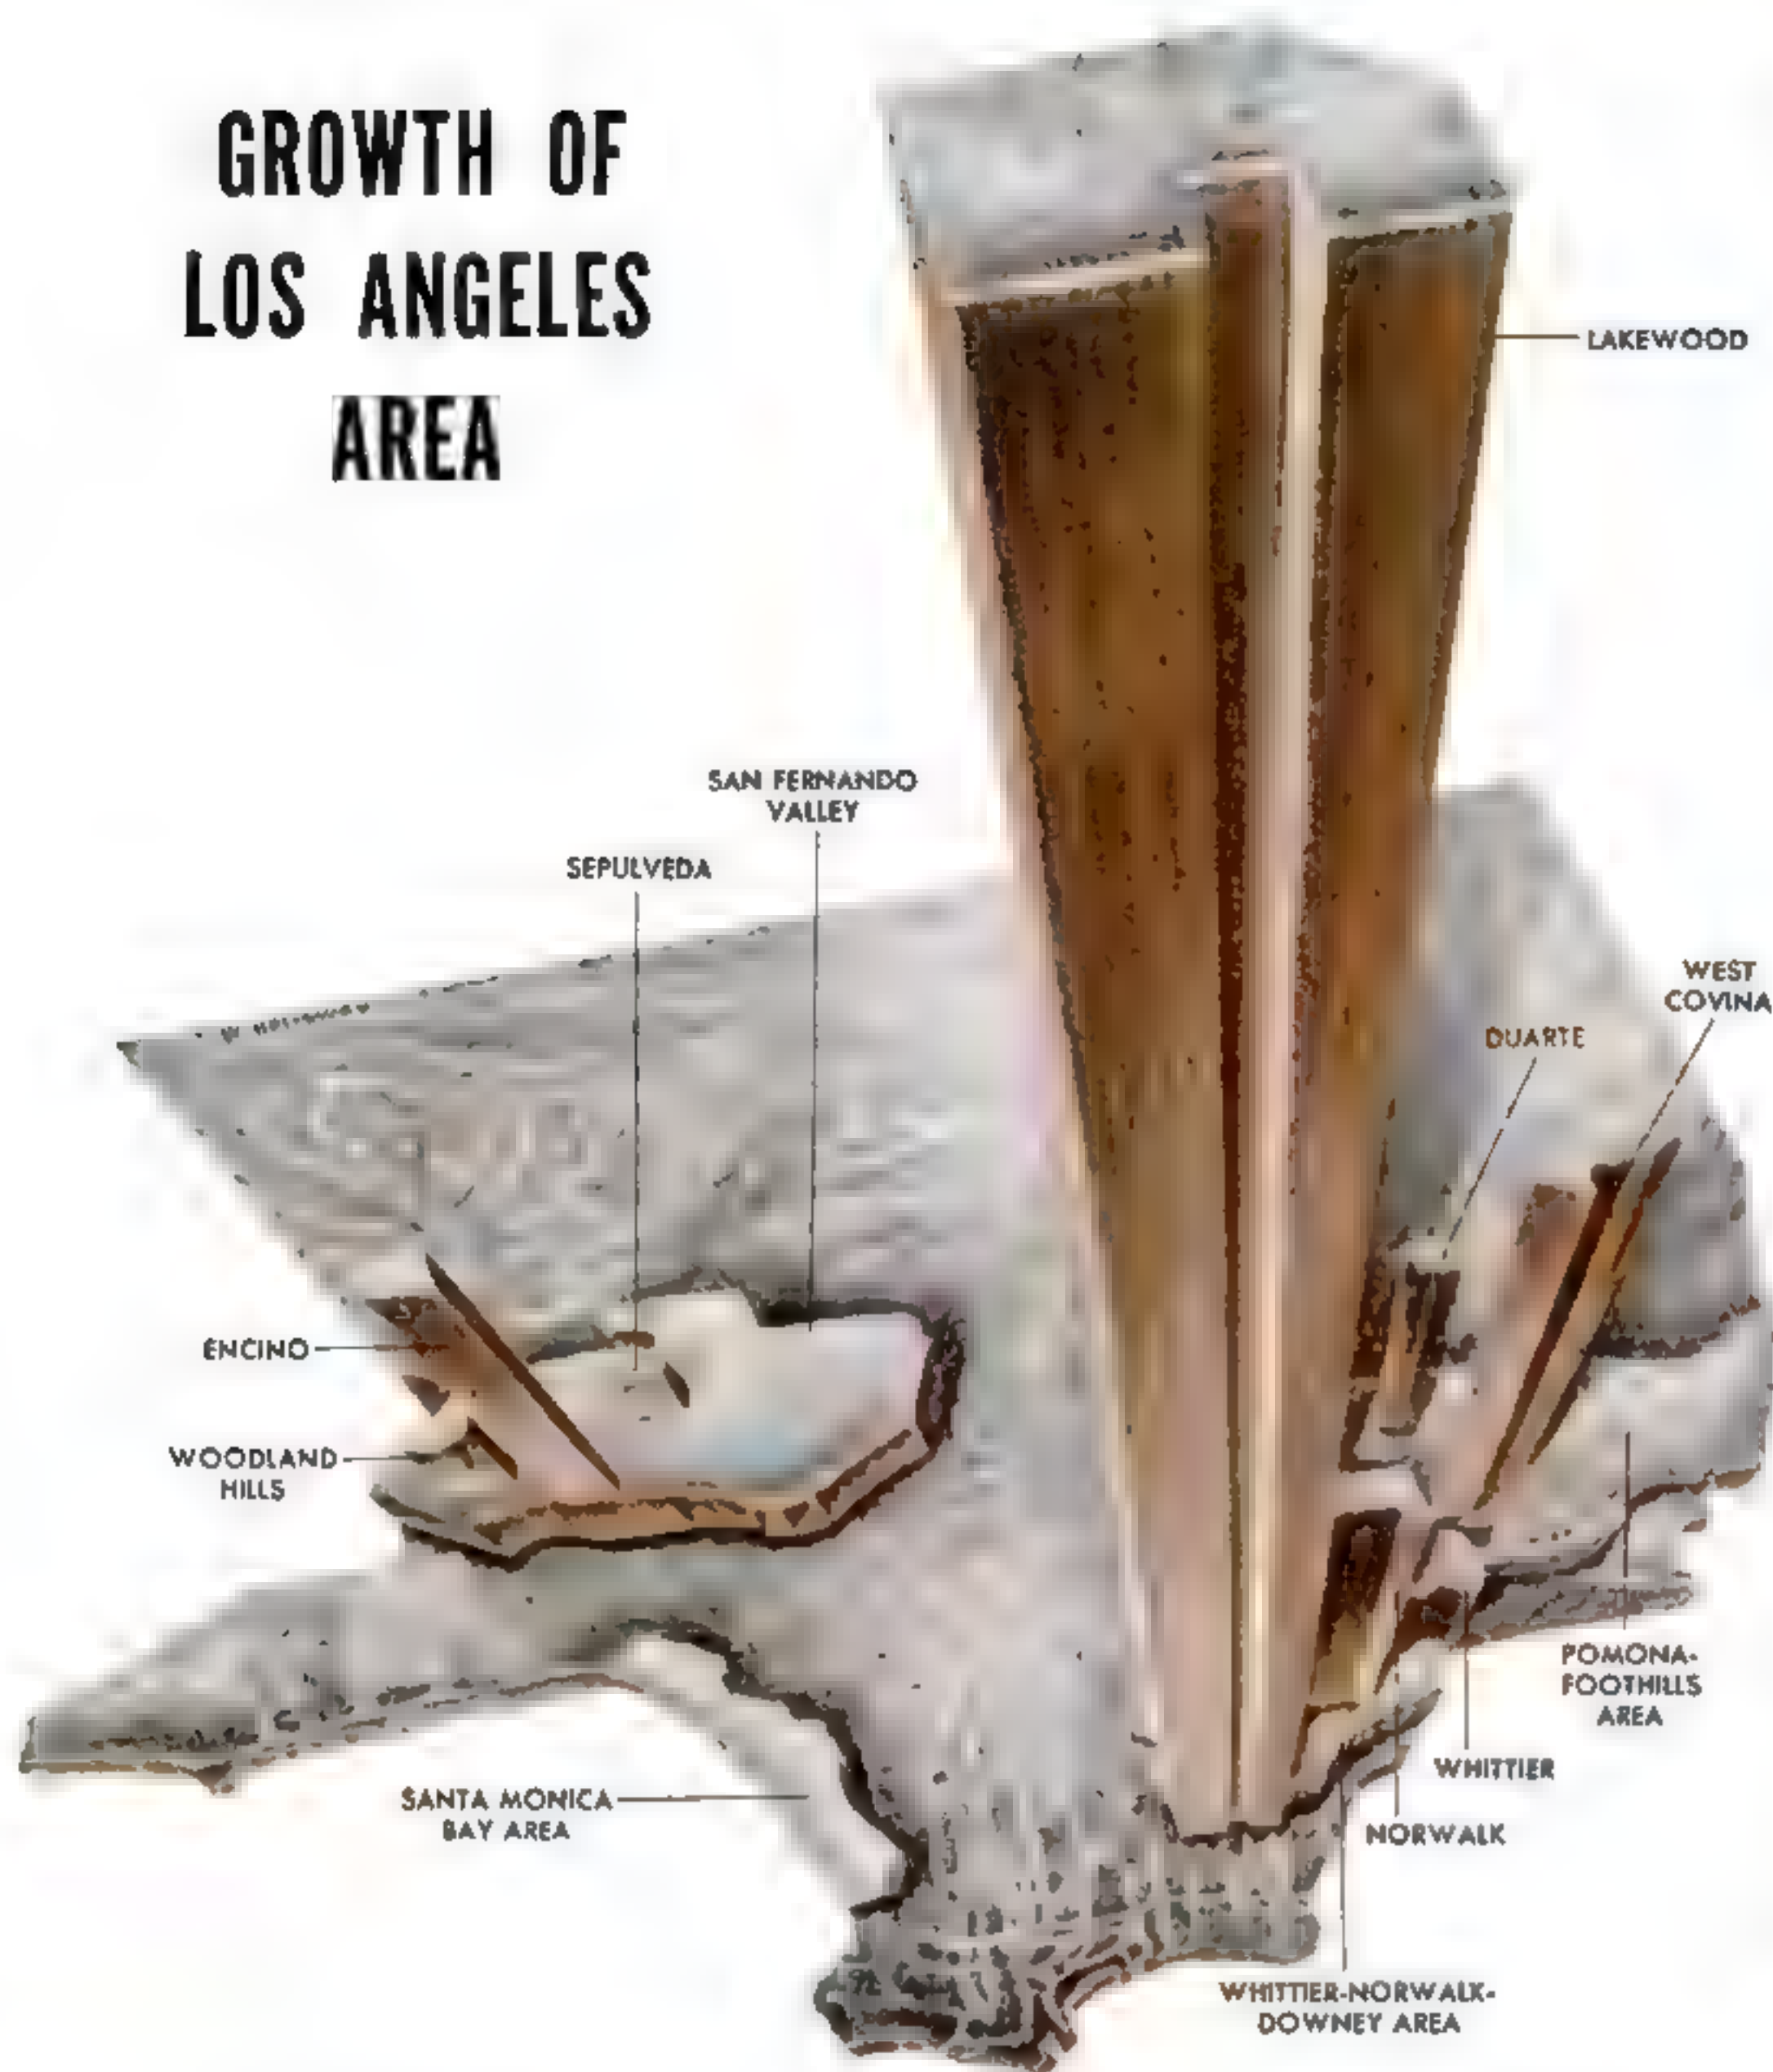 GROWTH OF
LOS ANGELES
AREA
LAKEWOOD
SAN FERNANDO
VALLEY
SEPULVEDA
WEST
COVINA
DUARTE
ENCINO
WOODLAND
HILLS
POMONA-
FOOTHILLS
AREA
WHITTIER
SANTA MONICA
BAY AREA
NORWALK
WHITTIER-NORWALK-
DOWNEY AREA